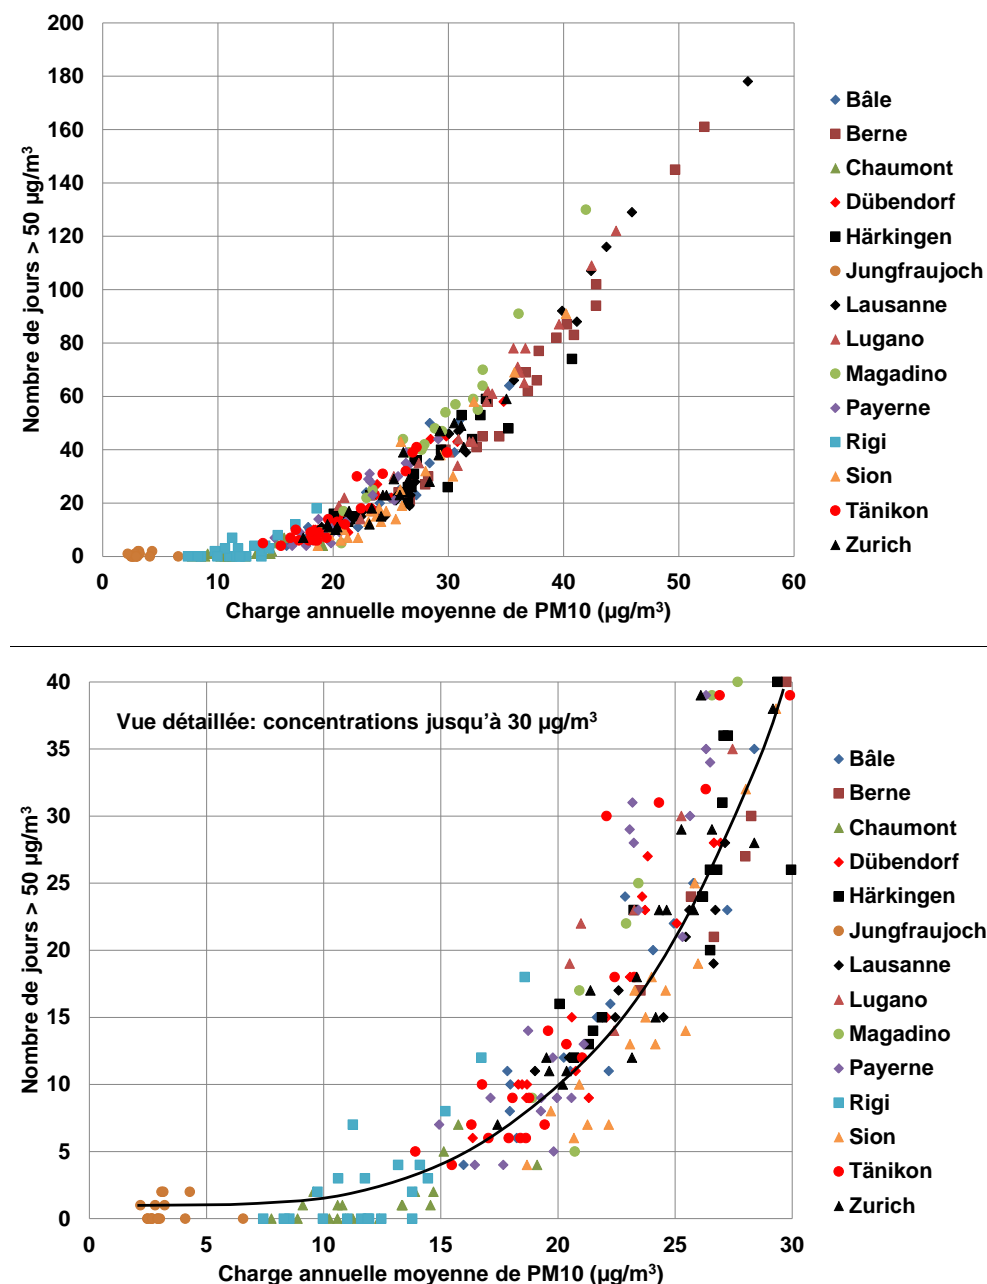 200
180
160
140
120
100
80
60
40
20
0
Nombre de jours > 50 µg/m³
0 10 20 30 40 50 60
Charge annuelle moyenne de PM10 (µg/m³)
Bâle
Berne
Chaumont
Dübendorf
Härkingen
Jungfraujoch
Lausanne
Lugano
Magadino
Payerne
Rigi
Sion
Tänikon
Zurich
40
35
30
25
20
15
10
5
0
Nombre de jours > 50 µg/m³
Vue détaillée: concentrations jusqu'à 30 µg/m³
0 5 10 15 20 25 30
Charge annuelle moyenne de PM10 (µg/m³)
Bâle
Berne
Chaumont
Dübendorf
Härkingen
Jungfraujoch
Lausanne
Lugano
Magadino
Payerne
Rigi
Sion
Tänikon
Zurich